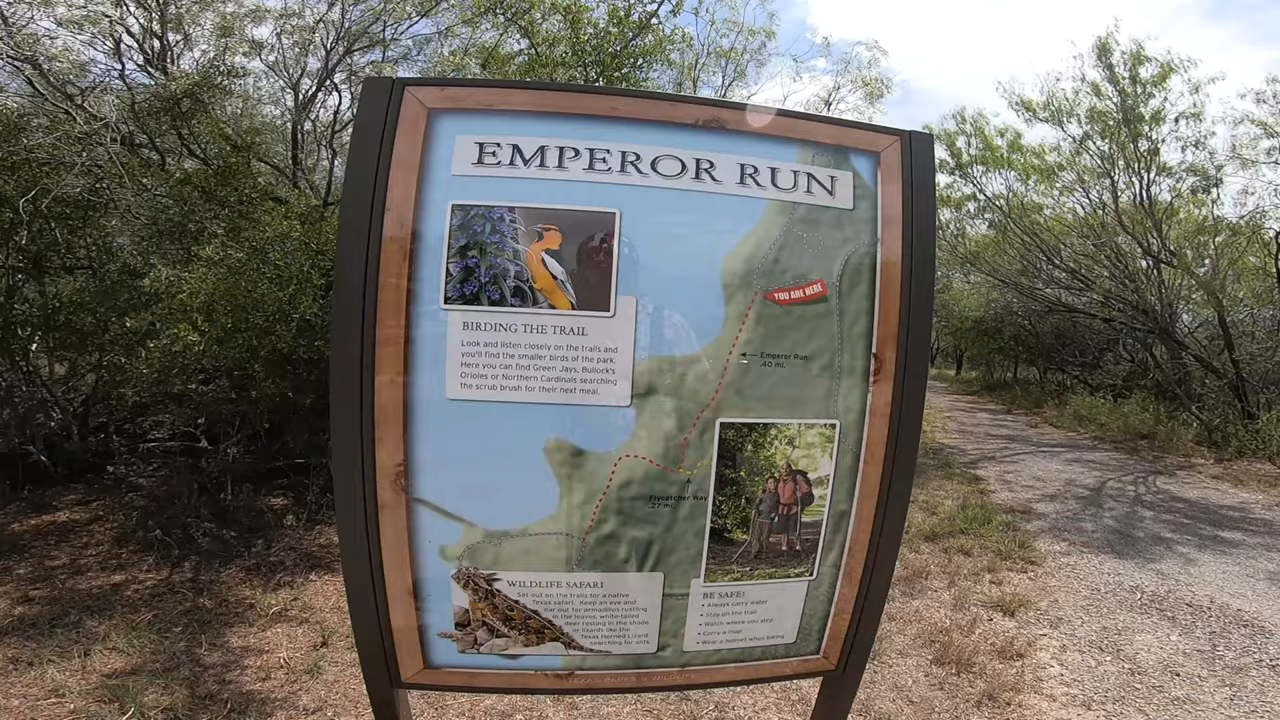 EMPEROR RUN
YOU ARE HERE
BIRDING THE TRAIL
Look and listen closely on the trails and
you'll find the smaller birds of the park.
Here you can find Green Jays, Bullock's
Orioles or Northern Cardinals searching
the scrub brush for their next meal.
Emperor Run
.40 mi.
Flycatcher Way
.27 mi.
WILDLIFE SAFARI
Set out on the trails for a native
Texas safari. Keep an eye and
ear out for armadillos rustling
in the leaves, white-tailed
deer resting in the shade
or lizards like the
Texas Horned Lizard
searching for ants.
BE SAFE!
• Always carry water
• Stay on the trail
• Watch where you step
• Carry a map
• Wear a helmet when biking
TEXAS PARKS & WILDLIFE